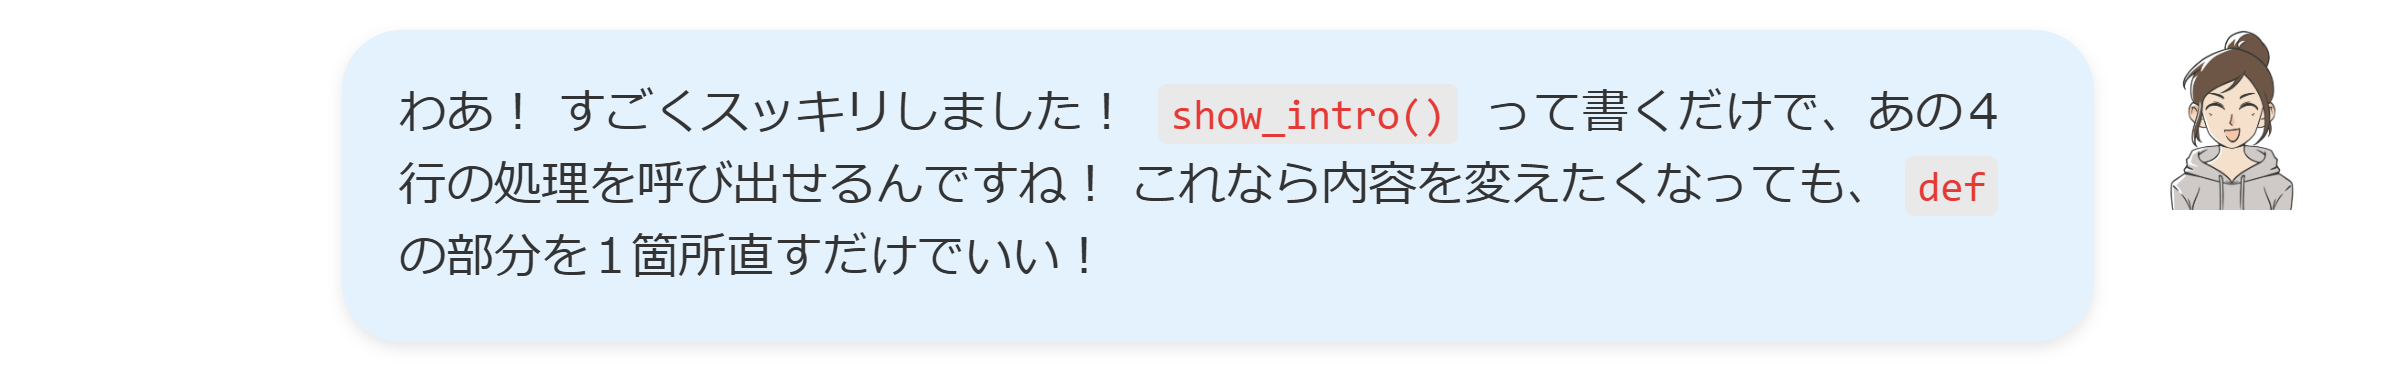 わあ！ すごくスッキリしました！ show_intro() って書くだけで、あの４
行の処理を呼び出せるんですね！ これなら内容を変えたくなっても、 def
の部分を１箇所直すだけでいい！